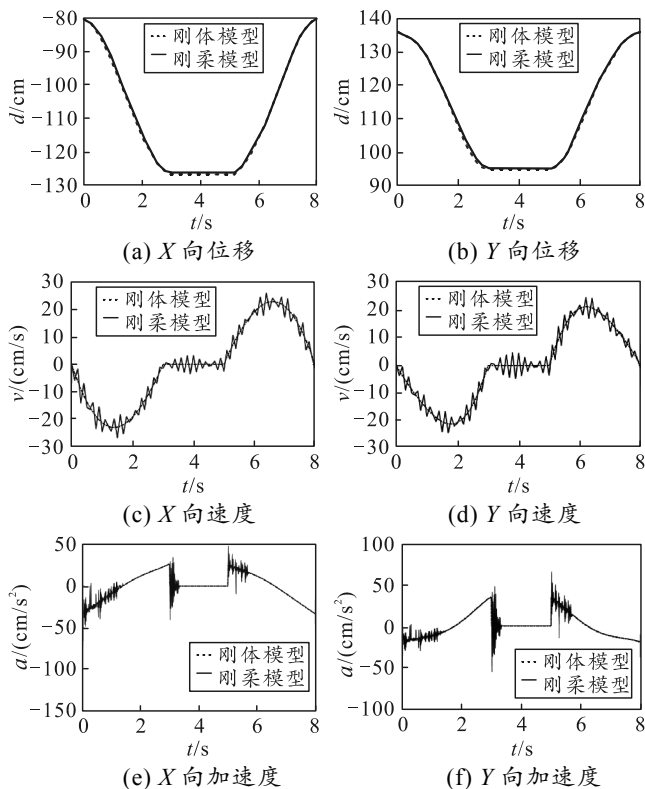 −80
−90
−100
−110
−120
−130
d/cm
刚体模型
刚柔模型
0 2 4 6 8
t/s
(a) X 向位移
140
130
120
110
100
90
d/cm
刚体模型
刚柔模型
0 2 4 6 8
t/s
(b) Y 向位移
30
20
10
0
−10
−20
−30
v/(cm/s)
刚体模型
刚柔模型
0 2 4 6 8
t/s
(c) X 向速度
30
20
10
0
−10
−20
−30
v/(cm/s)
刚体模型
刚柔模型
0 2 4 6 8
t/s
(d) Y 向速度
50
0
−50
−100
−150
a/(cm/s²)
刚体模型
刚柔模型
0 2 4 6 8
t/s
(e) X 向加速度
100
50
0
−50
−100
a/(cm/s²)
刚体模型
刚柔模型
0 2 4 6 8
t/s
(f) Y 向加速度